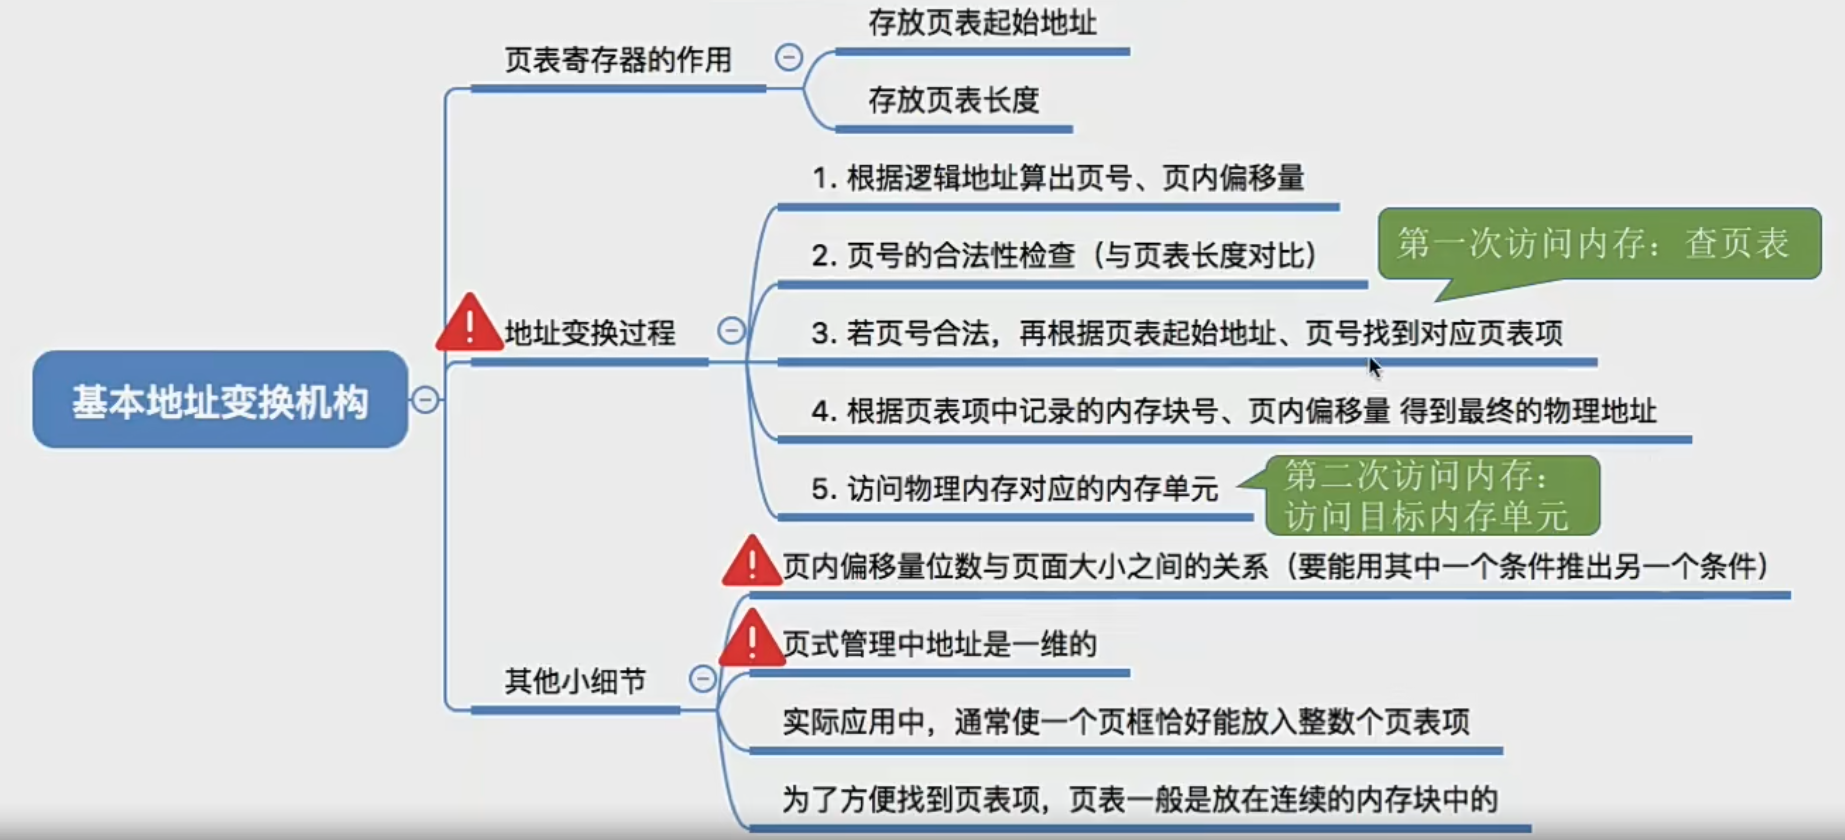 存放页表起始地址
页表寄存器的作用
存放页表长度
1. 根据逻辑地址算出页号、页内偏移量
2. 页号的合法性检查（与页表长度对比）
第一次访问内存：查页表
地址变换过程
3. 若页号合法，再根据页表起始地址、页号找到对应页表项
基本地址变换机构
4. 根据页表项中记录的内存块号、页内偏移量 得到最终的物理地址
5. 访问物理内存对应的内存单元
第二次访问内存：
访问目标内存单元
页内偏移量位数与页面大小之间的关系（要能用其中一个条件推出另一个条件）
页式管理中地址是一维的
其他小细节
实际应用中，通常使一个页框恰好能放入整数个页表项
为了方便找到页表项，页表一般是放在连续的内存块中的